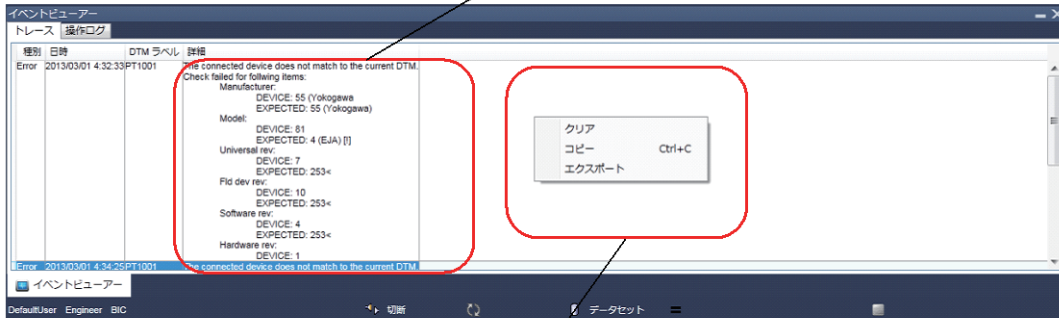 イベントビューアー
トレース 操作ログ
種別 日時 DTM ラベル 詳細
Error 2013/03/01 4:32:33 PT1001 The connected device does not match to the current DTM.
Check failed for follwing items:
Manufacturer:
DEVICE: 55 (Yokogawa
EXPECTED: 55 (Yokogawa)
Model:
DEVICE: 81
EXPECTED: 4 (EJA) [!]
Universal rev:
DEVICE: 7
EXPECTED: 253<
Fld dev rev:
DEVICE: 10
EXPECTED: 253<
Software rev:
DEVICE: 4
EXPECTED: 253<
Hardware rev:
DEVICE: 1
Error 2013/03/01 4:34:25 PT1001 The connected device does not match to the current DTM.
クリア
コピー Ctrl+C
エクスポート
イベントビューアー
DefaultUser Engineer BIC 切断 データセット